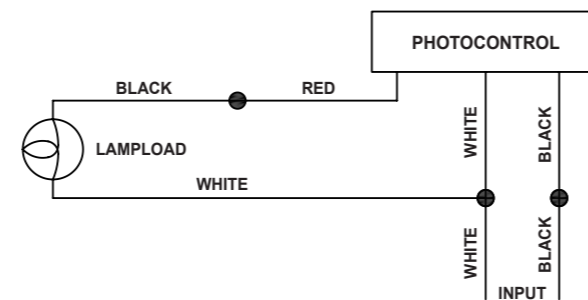 PHOTOCONTROL
BLACK
RED
WHITE
BLACK
LAMPLOAD
WHITE
WHITE
BLACK
INPUT